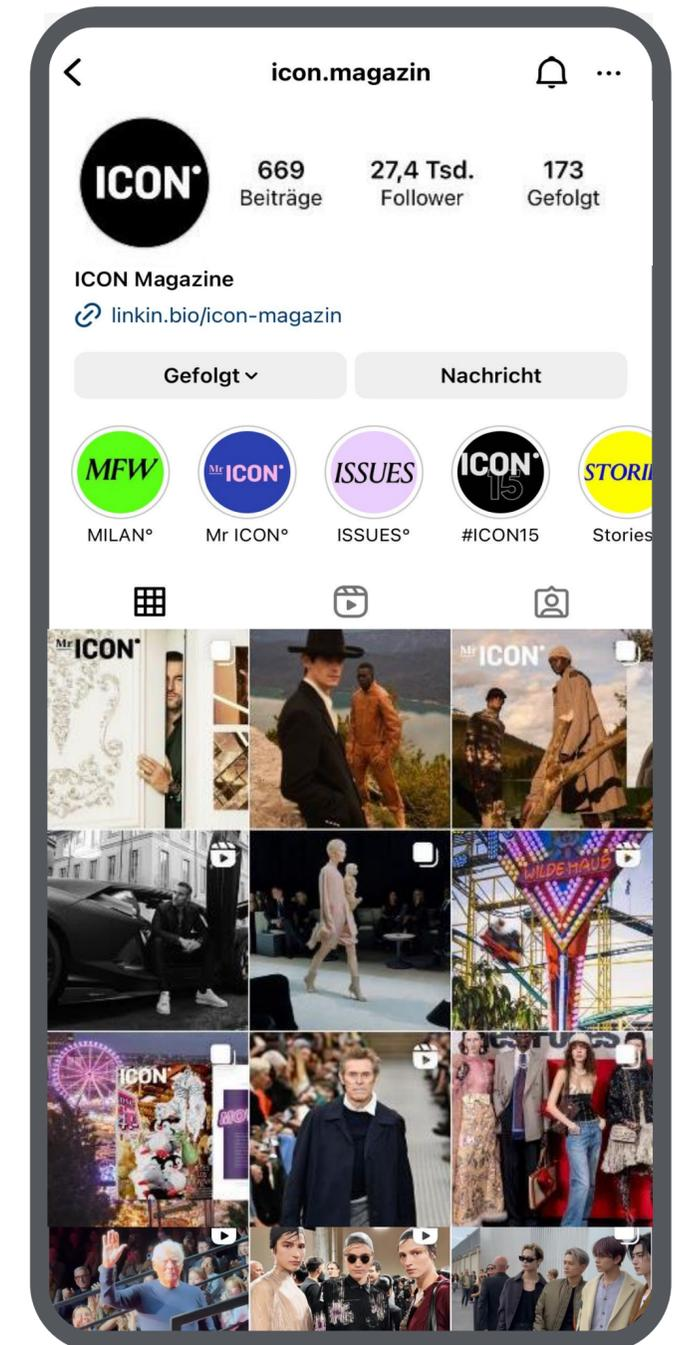 icon.magazin
ICON°
669
Beiträge
27,4 Tsd.
Follower
173
Gefolgt
ICON Magazine
linkin.bio/icon-magazin
Gefolgt
Nachricht
MFW
Mr ICON°
ISSUES
ICON°
15
STORI
MILAN°
Mr ICON°
ISSUES°
#ICON15
Stories
Mr ICON°
Mr ICON°
WILDE MAUS
ICON°